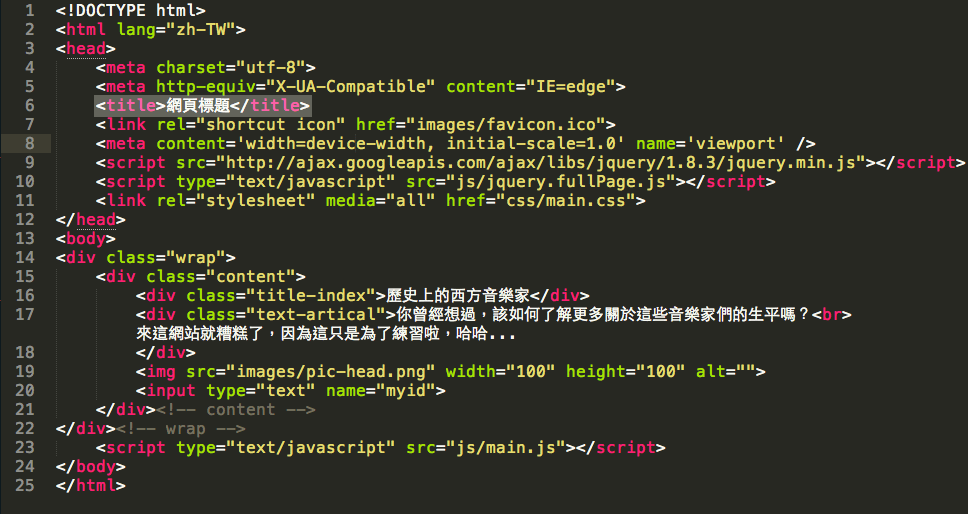 1 <!DOCTYPE html>
2 <html lang="zh-TW">
3 <head>
4     <meta charset="utf-8">
5     <meta http-equiv="X-UA-Compatible" content="IE=edge">
6     <title>網頁標題</title>
7     <link rel="shortcut icon" href="images/favicon.ico">
8     <meta content='width=device-width, initial-scale=1.0' name='viewport' />
9     <script src="http://ajax.googleapis.com/ajax/libs/jquery/1.8.3/jquery.min.js"></script>
10     <script type="text/javascript" src="js/jquery.fullPage.js"></script>
11     <link rel="stylesheet" media="all" href="css/main.css">
12 </head>
13 <body>
14 <div class="wrap">
15     <div class="content">
16         <div class="title-index">歷史上的西方音樂家</div>
17         <div class="text-artical">你曾經想過，該如何了解更多關於這些音樂家們的生平嗎？<br>
        來這網站就糟糕了，因為這只是為了練習啦，哈哈...
18         </div>
19         <img src="images/pic-head.png" width="100" height="100" alt="">
20         <input type="text" name="myid">
21     </div><!-- content -->
22 </div><!-- wrap -->
23     <script type="text/javascript" src="js/main.js"></script>
24 </body>
25 </html>